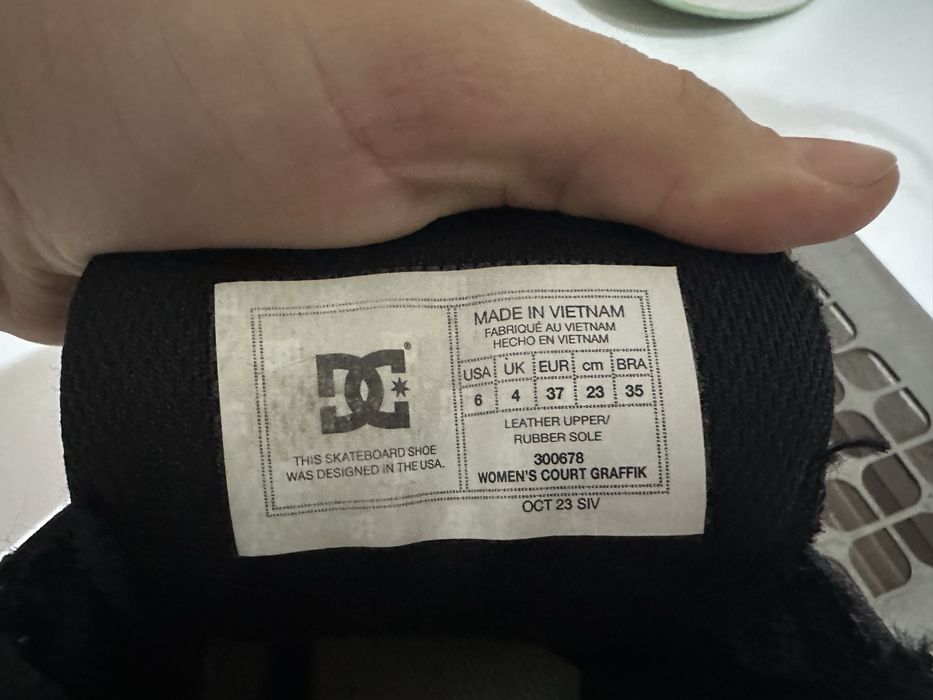 DC ®
THIS SKATEBOARD SHOE
WAS DESIGNED IN THE USA.
MADE IN VIETNAM
FABRIQUÉ AU VIETNAM
HECHO EN VIETNAM
USA UK EUR cm BRA
6 4 37 23 35
LEATHER UPPER/
RUBBER SOLE
300678
WOMEN'S COURT GRAFFIK
OCT 23 SIV